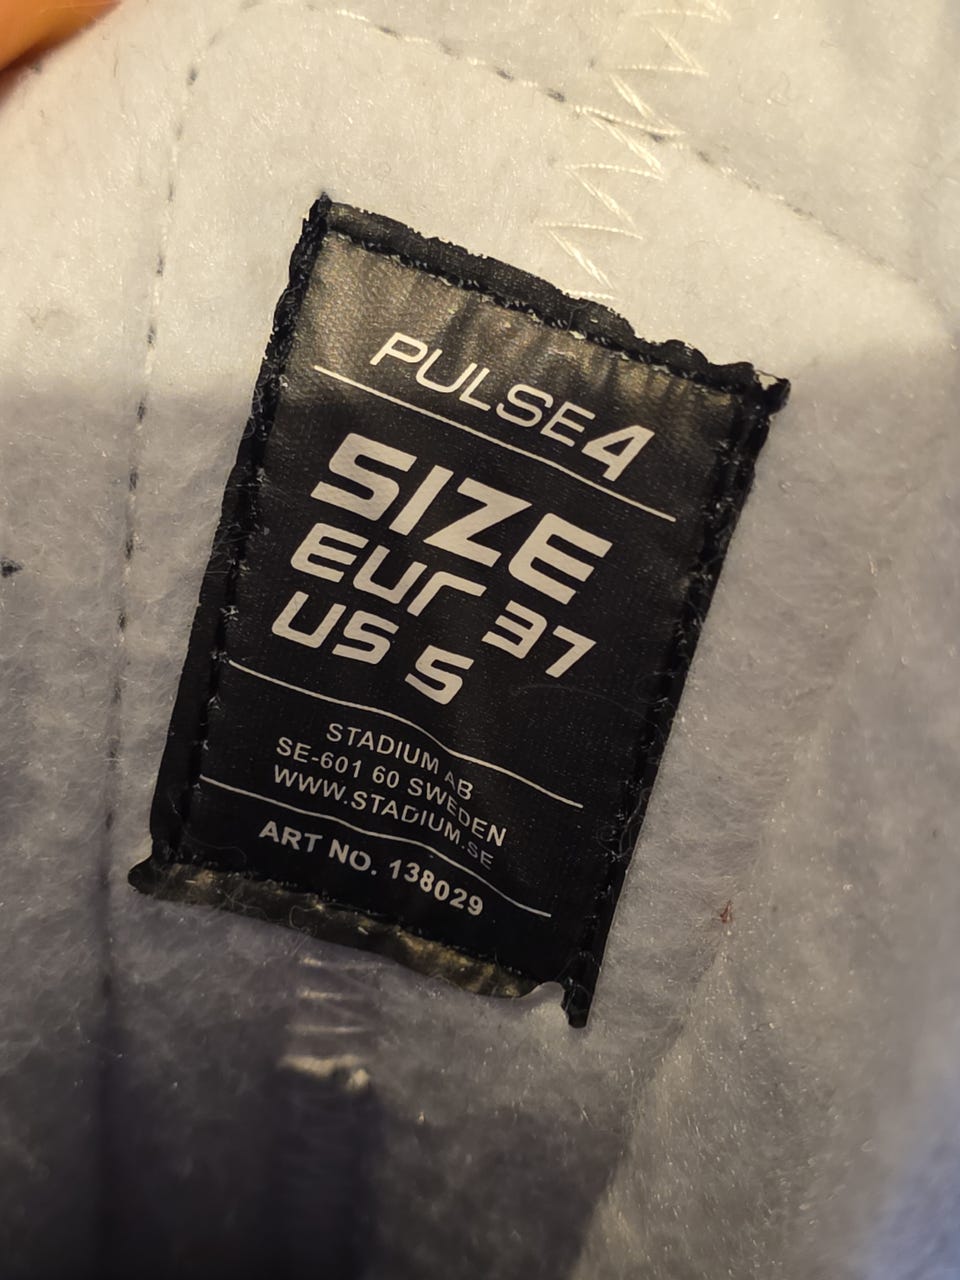 PULSE4
SIZE
EUR 37
US 5
STADIUM AB
SE-601 60 SWEDEN
WWW.STADIUM.SE
ART NO. 138029